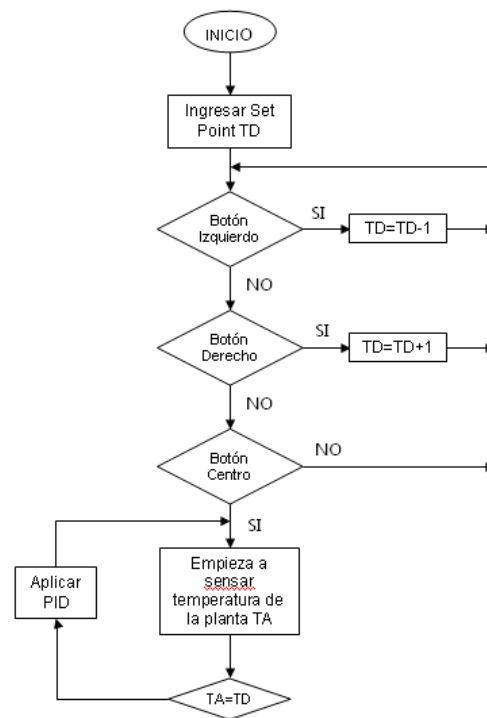 INICIO
Ingresar Set
Point TD
Botón
Izquierdo
SI
TD=TD-1
NO
Botón
Derecho
SI
TD=TD+1
NO
Botón
Centro
NO
SI
Aplicar
PID
Empieza a
sensar
temperatura de
la planta TA
TA=TD